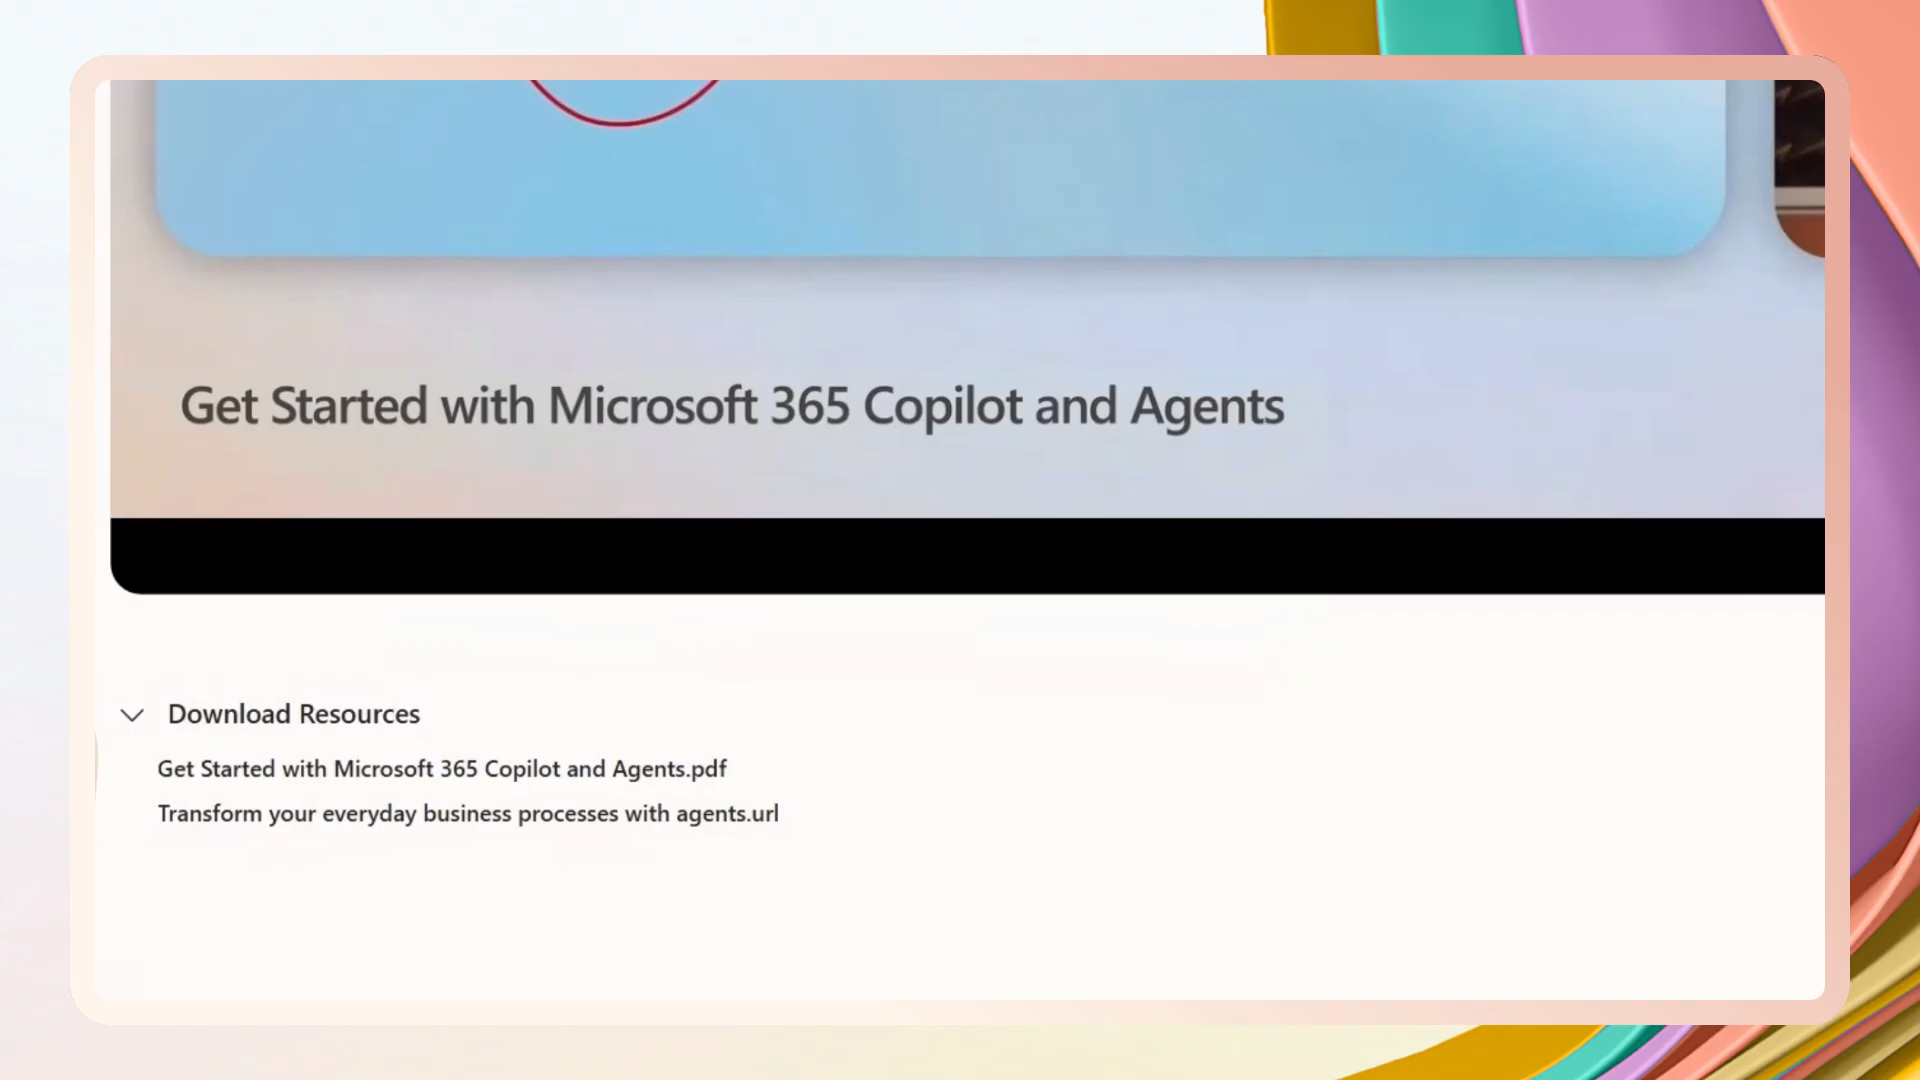 Get Started with Microsoft 365 Copilot and Agents
Download Resources
Get Started with Microsoft 365 Copilot and Agents.pdf
Transform your everyday business processes with agents.url